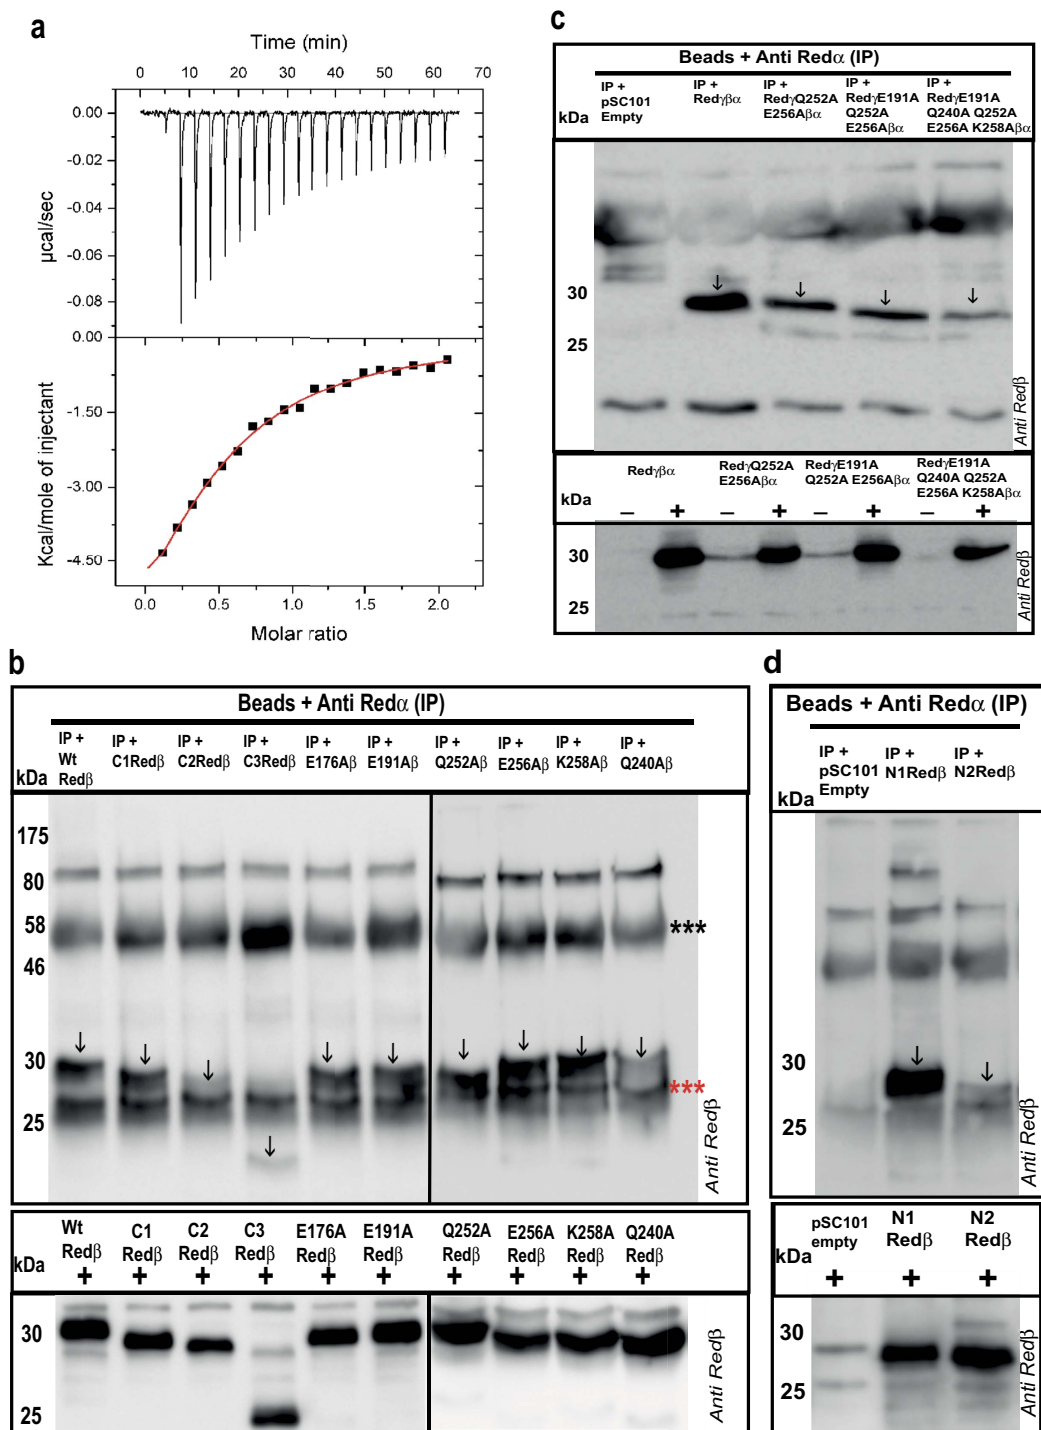 a
Time (min)
0 10 20 30 40 50 60 70
0.00
-0.02
-0.04
-0.06
-0.08
µcal/sec
0.00
-1.50
-3.00
-4.50
Kcal/mole of injectant
0.0 0.5 1.0 1.5 2.0
Molar ratio
c
Beads + Anti Redα (IP)
kDa
IP +
pSC101
Empty
IP +
Redγβα
IP +
RedγQ252A
E256Aβα
IP +
RedγE191A
Q252A
E256Aβα
IP +
RedγE191A
Q240A Q252A
E256A K258Aβα
30
25
Anti Redβ
kDa
Redγβα
RedγQ252A
E256Aβα
RedγE191A
Q252A E256Aβα
RedγE191A
Q240A Q252A
E256A K258Aβα
– + – + – + – +
30
25
Anti Redβ
b
Beads + Anti Redα (IP)
kDa
IP +
Wt
Redβ
IP +
C1Redβ
IP +
C2Redβ
IP +
C3Redβ
IP +
E176Aβ
IP +
E191Aβ
IP +
Q252Aβ
IP +
E256Aβ
IP +
K258Aβ
IP +
Q240Aβ
175
80
58
46
30
25
***
***
Anti Redβ
kDa
Wt
Redβ
C1
Redβ
C2
Redβ
C3
Redβ
E176A
Redβ
E191A
Redβ
Q252A
Redβ
E256A
Redβ
K258A
Redβ
Q240A
Redβ
+ + + + + + + + + +
30
25
Anti Redβ
d
Beads + Anti Redα (IP)
kDa
IP +
pSC101
Empty
IP +
N1Redβ
IP +
N2Redβ
30
25
Anti Redβ
kDa
pSC101
empty
N1
Redβ
N2
Redβ
+ + +
30
25
Anti Redβ